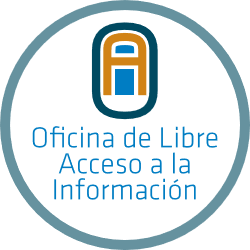 Oficina de Libre
Acceso a la
Información